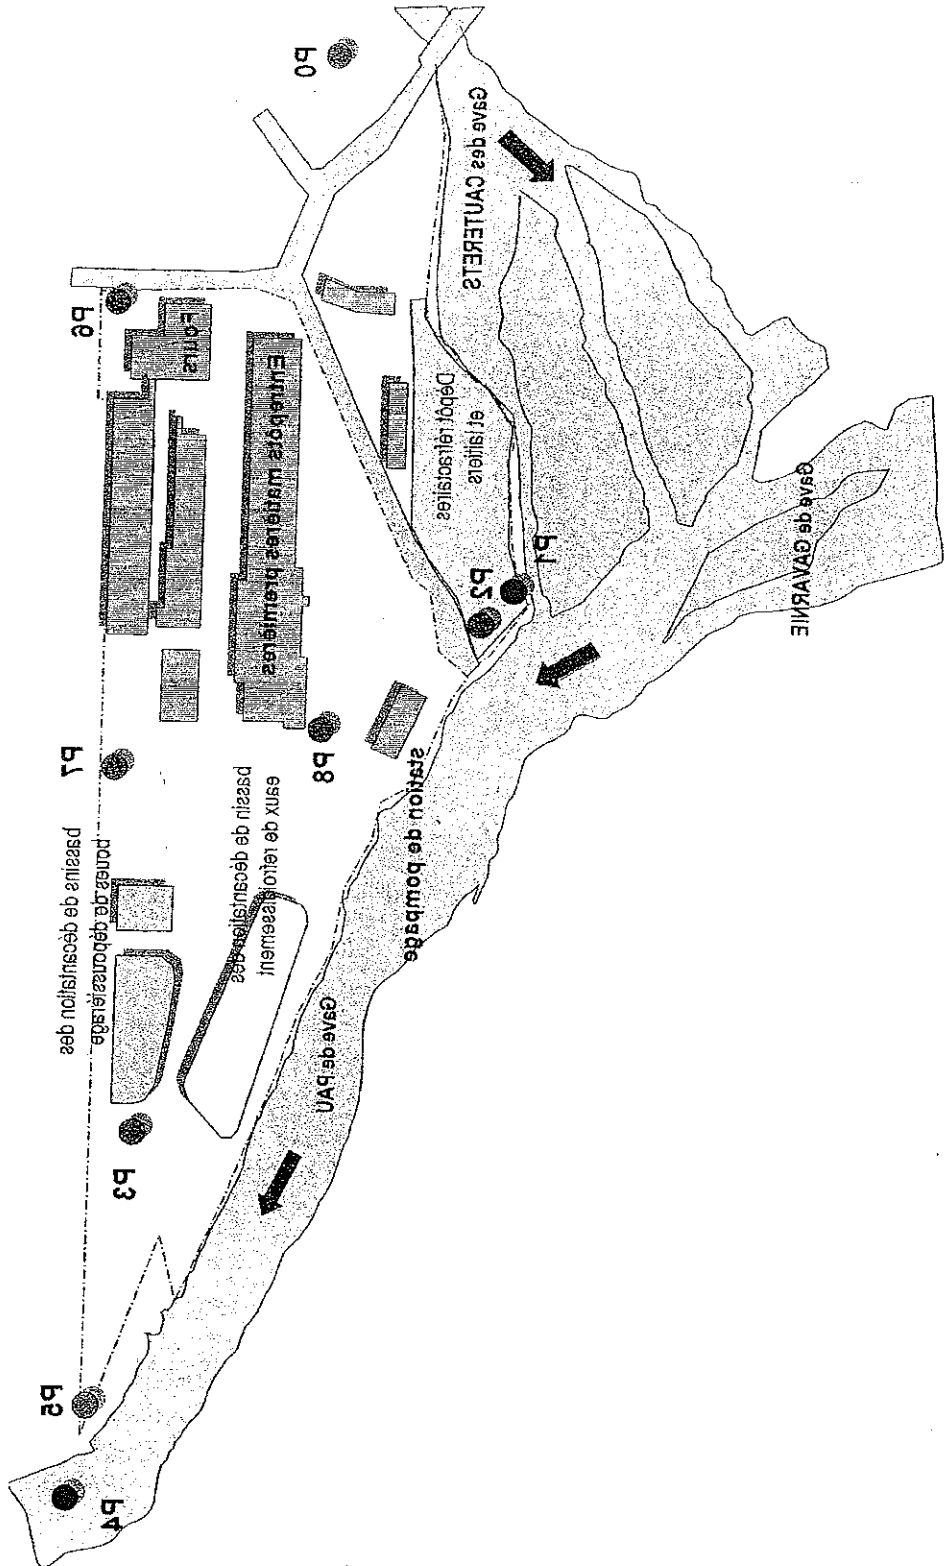 P0
Gave des CAUTERETS
Gave de GAVARNIE
P6
Fours
Entrepôts matières premières
Dépôt réfractaires
et laitiers
P1
P2
P8
P7
station de pompage
bassin de décantation des
eaux de refroidissement
bassins de décantation des
boues de dépoussiérage
Gave de PAU
P3
P5
P4